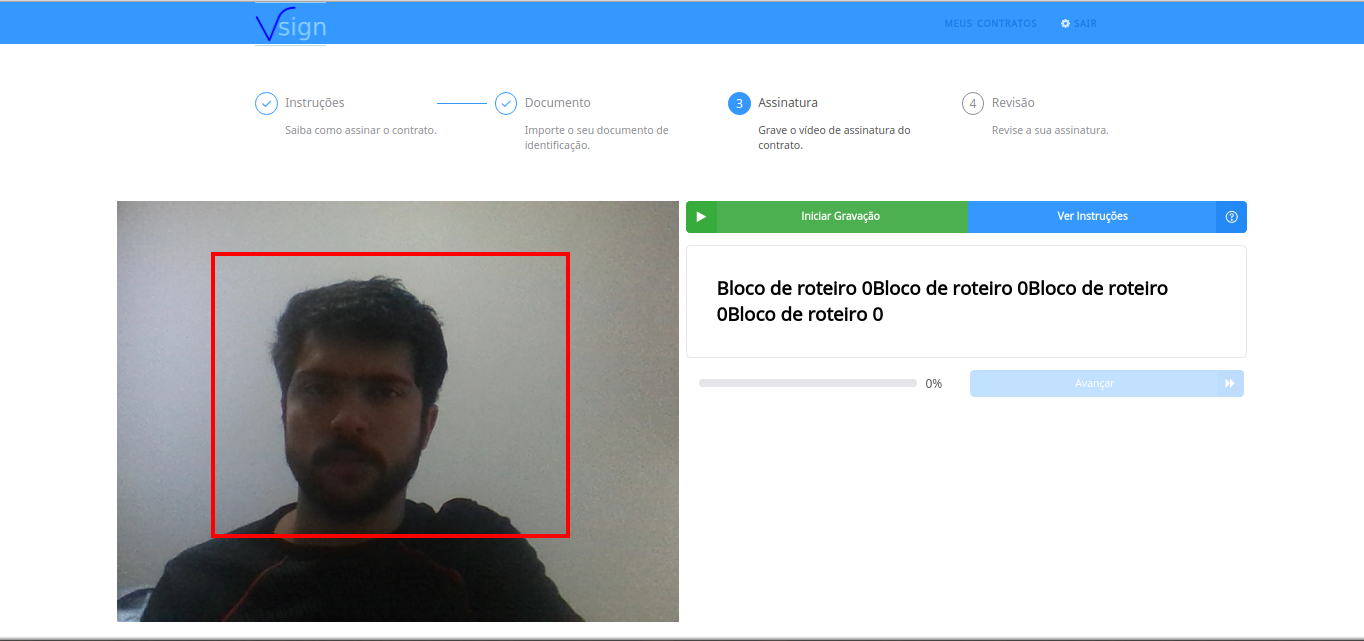 Vsign
MEUS CONTRATOS
SAIR
Instruções
Saiba como assinar o contrato.
Documento
Importe o seu documento de
identificação.
3
Assinatura
Grave o vídeo de assinatura do
contrato.
4
Revisão
Revise a sua assinatura.
Iniciar Gravação
Ver Instruções
Bloco de roteiro 0Bloco de roteiro 0Bloco de roteiro
0Bloco de roteiro 0
0%
Avançar